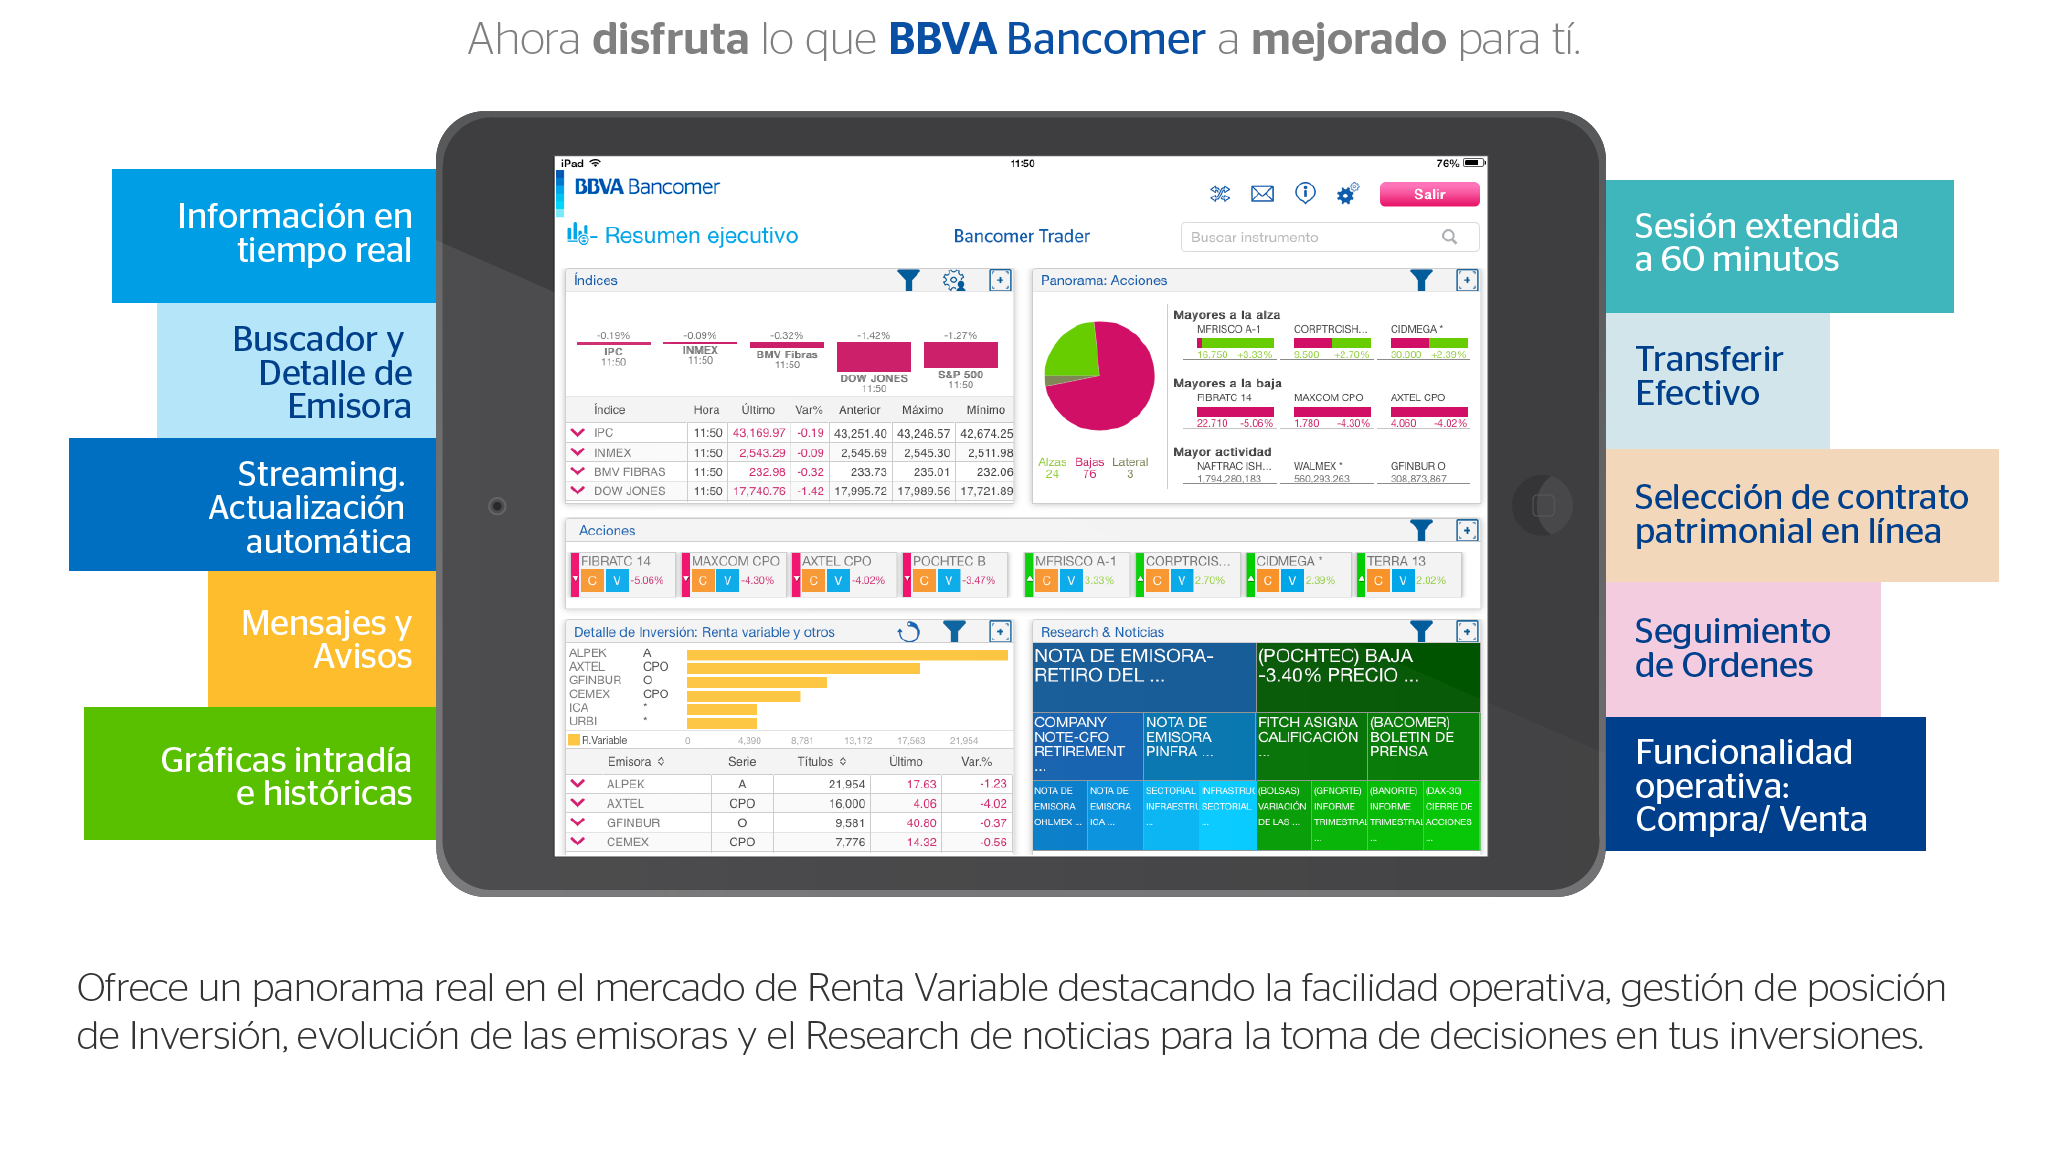 Ahora disfruta lo que BBVA Bancomer a mejorado para tí.
Información en
tiempo real
Buscador y
Detalle de
Emisora
Streaming.
Actualización
automática
Mensajes y
Avisos
Gráficas intradía
e históricas
iPad 11:50 76%
BBVA Bancomer
Salir
Resumen ejecutivo
Bancomer Trader
Buscar instrumento
Índices
-0.19% -0.09% -0.32% -1.42% -1.27%
IPC
11:50
INMEX
11:50
BMV Fibras
11:50
DOW JONES
11:50
S&P 500
11:50
Índice Hora Último Var% Anterior Máximo Mínimo
IPC 11:50 43,169.97 -0.19 43,251.40 43,246.57 42,674.25
INMEX 11:50 2,543.29 -0.09 2,545.69 2,545.30 2,511.98
BMV FIBRAS 11:50 232.98 -0.32 233.73 235.01 232.06
DOW JONES 11:50 17,740.76 -1.42 17,995.72 17,989.56 17,721.89
Panorama: Acciones
Alzas Bajas Lateral
24 76 3
Mayores a la alza
MFRISCO A-1 CORPTRCISH... CIDMEGA *
16.750 +3.33% 9.500 +2.70% 30.000 +2.39%
Mayores a la baja
FIBRATC 14 MAXCOM CPO AXTEL CPO
22.710 -5.06% 1.780 -4.30% 4.060 -4.02%
Mayor actividad
NAFTRAC ISH... WALMEX * GFINBUR O
1,794,280,183 560,293,263 308,873,867
Acciones
FIBRATC 14 MAXCOM CPO AXTEL CPO POCHTEC B MFRISCO A-1 CORPTRCIS... CIDMEGA * TERRA 13
C V -5.06% C V -4.30% C V -4.02% C V -3.47% C V 3.33% C V 2.70% C V 2.39% C V 2.02%
Detalle de Inversión: Renta variable y otros
ALPEK A
AXTEL CPO
GFINBUR O
CEMEX CPO
ICA *
URBI *
R.Variable 0 4,390 8,781 13,172 17,563 21,954
Emisora Serie Títulos Último Var.%
ALPEK A 21,954 17.63 -1.23
AXTEL CPO 16,000 4.06 -4.02
GFINBUR O 9,581 40.80 -0.37
CEMEX CPO 7,776 14.32 -0.56
Research & Noticias
NOTA DE EMISORA-
RETIRO DEL ...
(POCHTEC) BAJA
-3.40% PRECIO ...
COMPANY
NOTE-CFO
RETIREMENT
...
NOTA DE
EMISORA
PINFRA ...
FITCH ASIGNA
CALIFICACIÓN
...
(BACOMER)
BOLETIN DE
PRENSA
NOTA DE
EMISORA
OHLMEX ...
NOTA DE
EMISORA
ICA ...
SECTORIAL
INFRAESTRU
...
INFRASTRUC
SECTORIAL
...
(BOLSAS)
VARIACIÓN
DE LAS ...
(GFNORTE)
INFORME
TRIMESTRAL
...
(BANORTE)
INFORME
TRIMESTRAL
...
(DAX-30)
CIERRE DE
ACCIONES
...
Sesión extendida
a 60 minutos
Transferir
Efectivo
Selección de contrato
patrimonial en línea
Seguimiento
de Ordenes
Funcionalidad
operativa:
Compra/ Venta
Ofrece un panorama real en el mercado de Renta Variable destacando la facilidad operativa, gestión de posición
de Inversión, evolución de las emisoras y el Research de noticias para la toma de decisiones en tus inversiones.